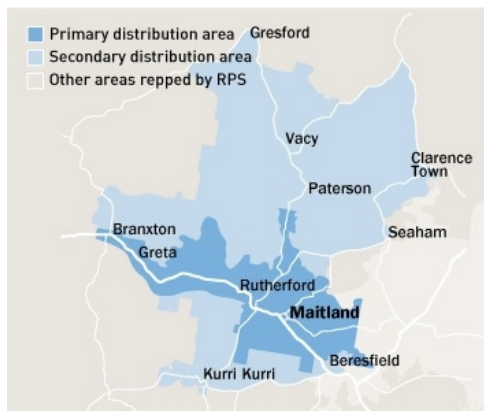 Primary distribution area
Secondary distribution area
Other areas repped by RPS
Gresford
Vacy
Clarence
Town
Paterson
Branxton
Seaham
Greta
Rutherford
Maitland
Beresfield
Kurri Kurri